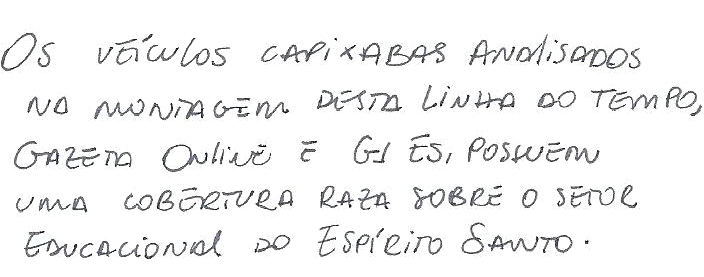 Os veículos capixabas analisados
na montagem desta linha do tempo,
Gazeta Online e G1 ES, possuem
uma cobertura raza sobre o setor
educacional do Espírito Santo.